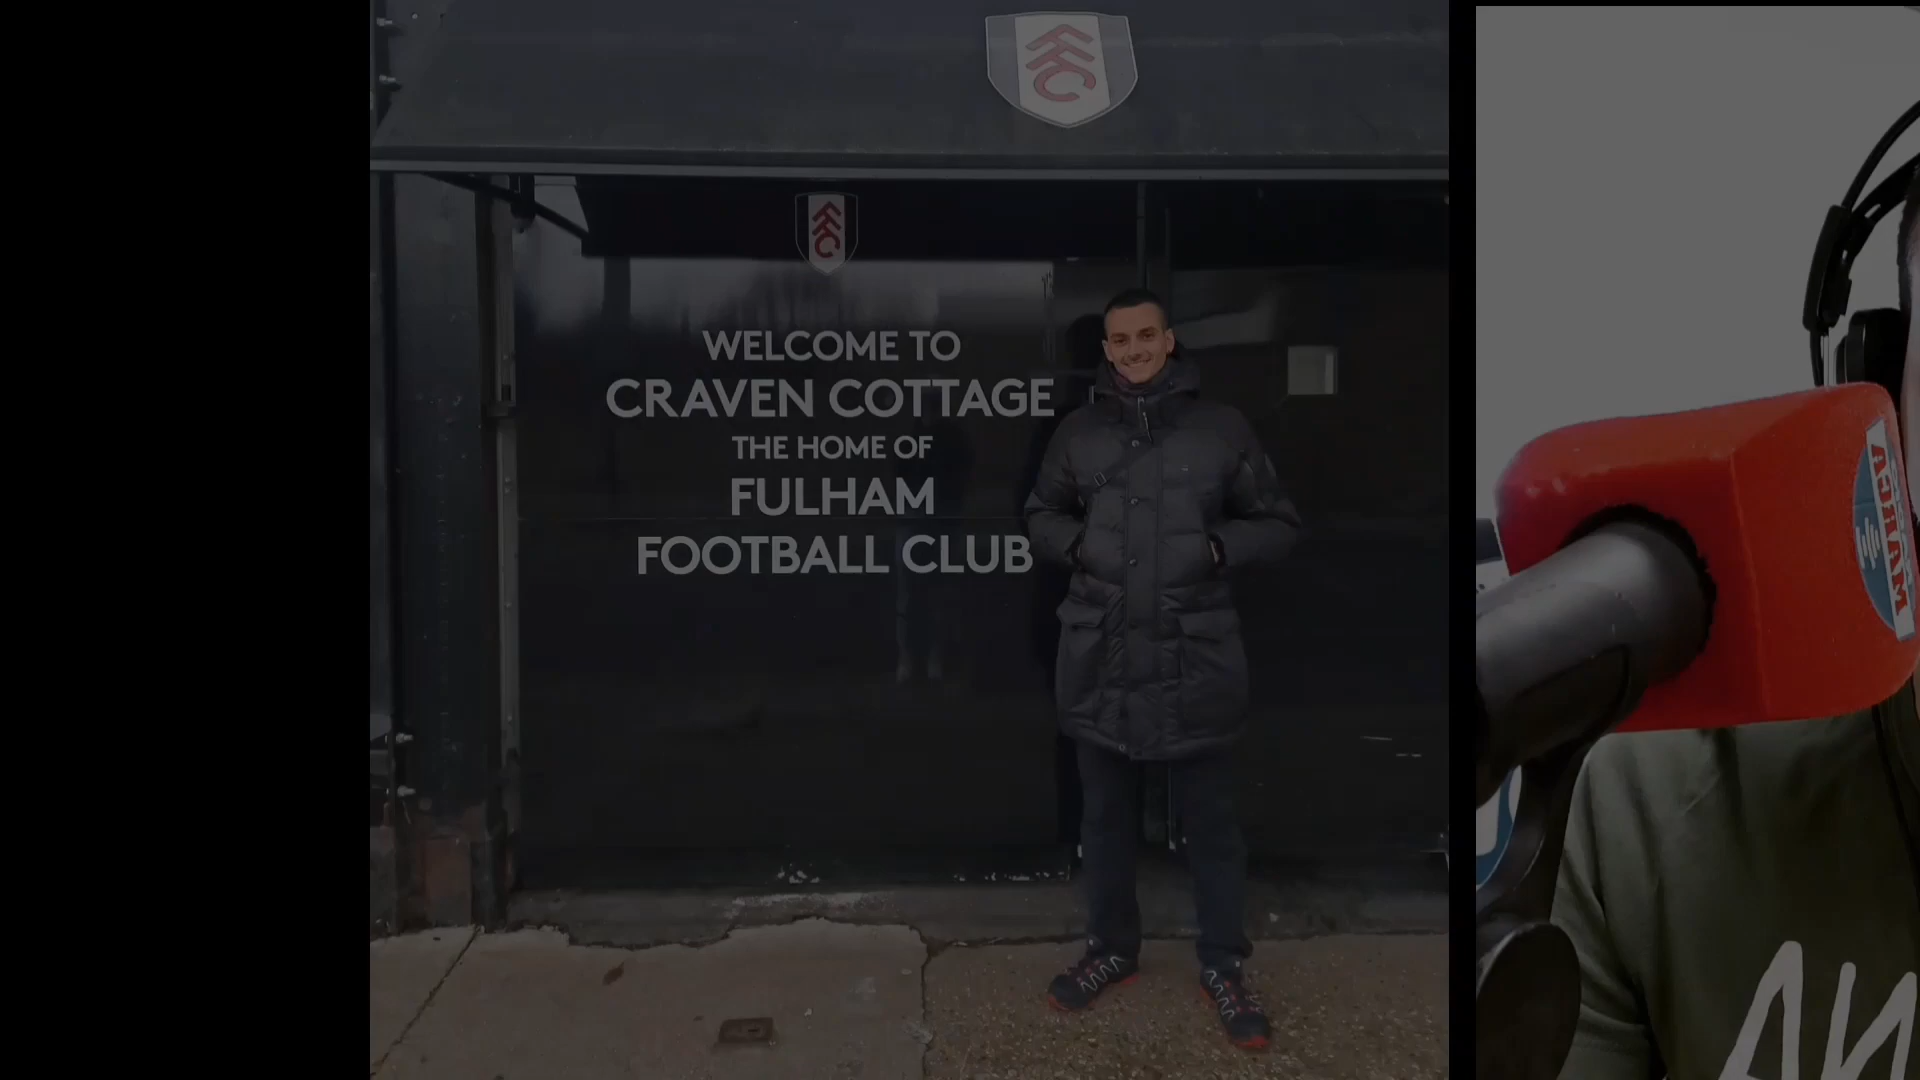 FFC
FFC
WELCOME TO
CRAVEN COTTAGE
THE HOME OF
FULHAM
FOOTBALL CLUB